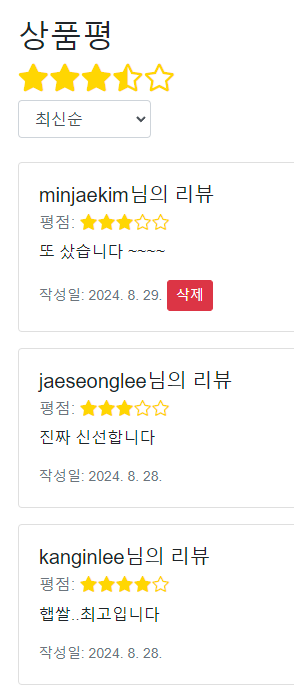 상품평
최신순
minjaekim님의 리뷰
평점:
또 샀습니다 ~~~~
작성일: 2024. 8. 29. 삭제
jaeseonglee님의 리뷰
평점:
진짜 신선합니다
작성일: 2024. 8. 28.
kanginlee님의 리뷰
평점:
햅쌀..최고입니다
작성일: 2024. 8. 28.